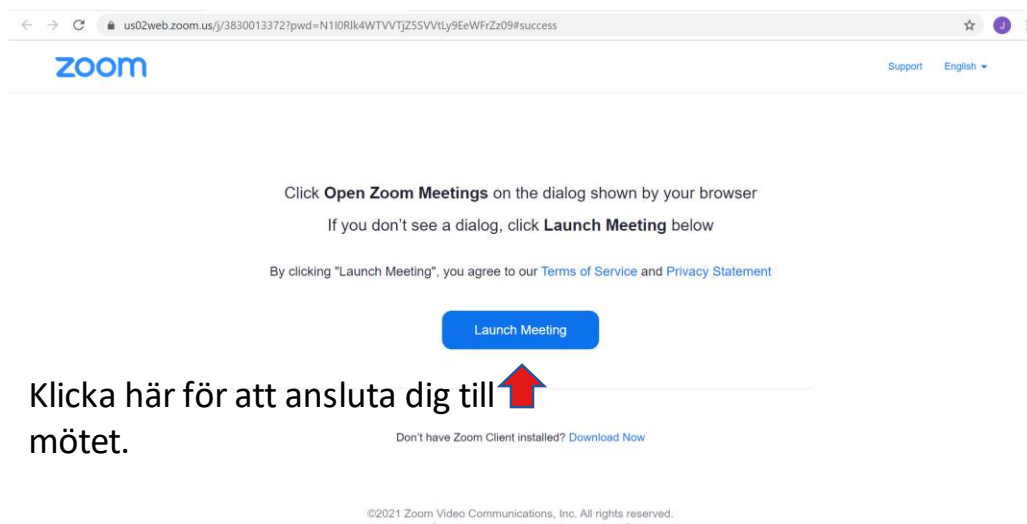 us02web.zoom.us/j/3830013372?pwd=N1I0Rlk4WTVVTjZ5SVVtLy9EeWFrZz09#success
J
zoom
Support English
Click Open Zoom Meetings on the dialog shown by your browser
If you don't see a dialog, click Launch Meeting below
By clicking "Launch Meeting", you agree to our Terms of Service and Privacy Statement
Launch Meeting
Klicka här för att ansluta dig till
mötet.
Don't have Zoom Client installed? Download Now
©2021 Zoom Video Communications, Inc. All rights reserved.